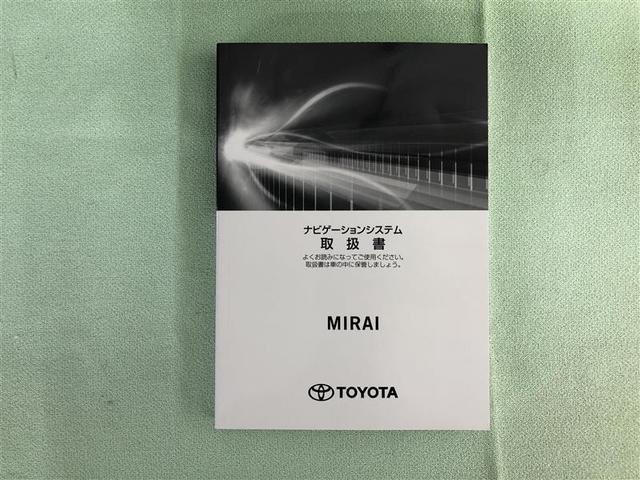 ナビゲーションシステム
取扱書
よくお読みになってご使用ください。
取扱書は車の中に保管しましょう。
MIRAI
TOYOTA